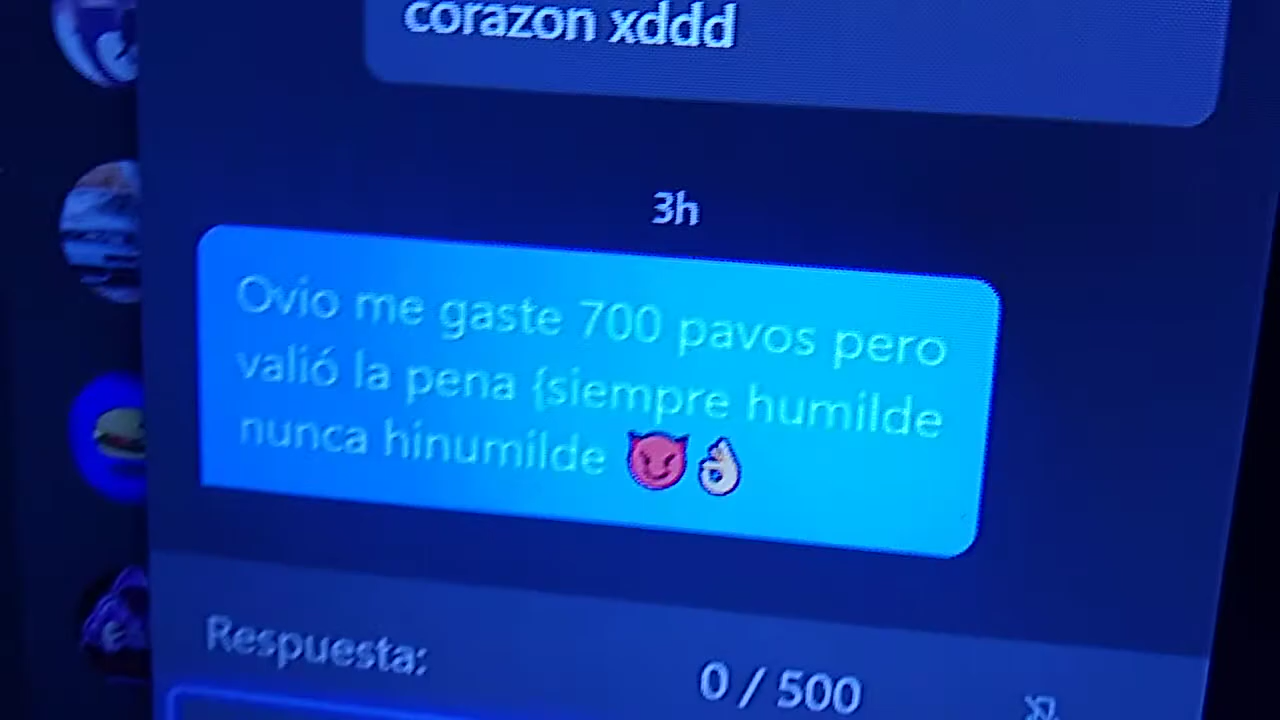 corazon xddd
3h
Ovio me gaste 700 pavos pero
valió la pena {siempre humilde
nunca hinumilde 😈👌🏻
Respuesta:
0 / 500